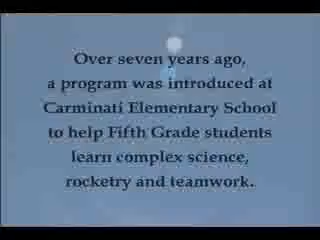 Over seven years ago,
a program was introduced at
Carminati Elementary School
to help Fifth Grade students
learn complex science,
rocketry and teamwork.